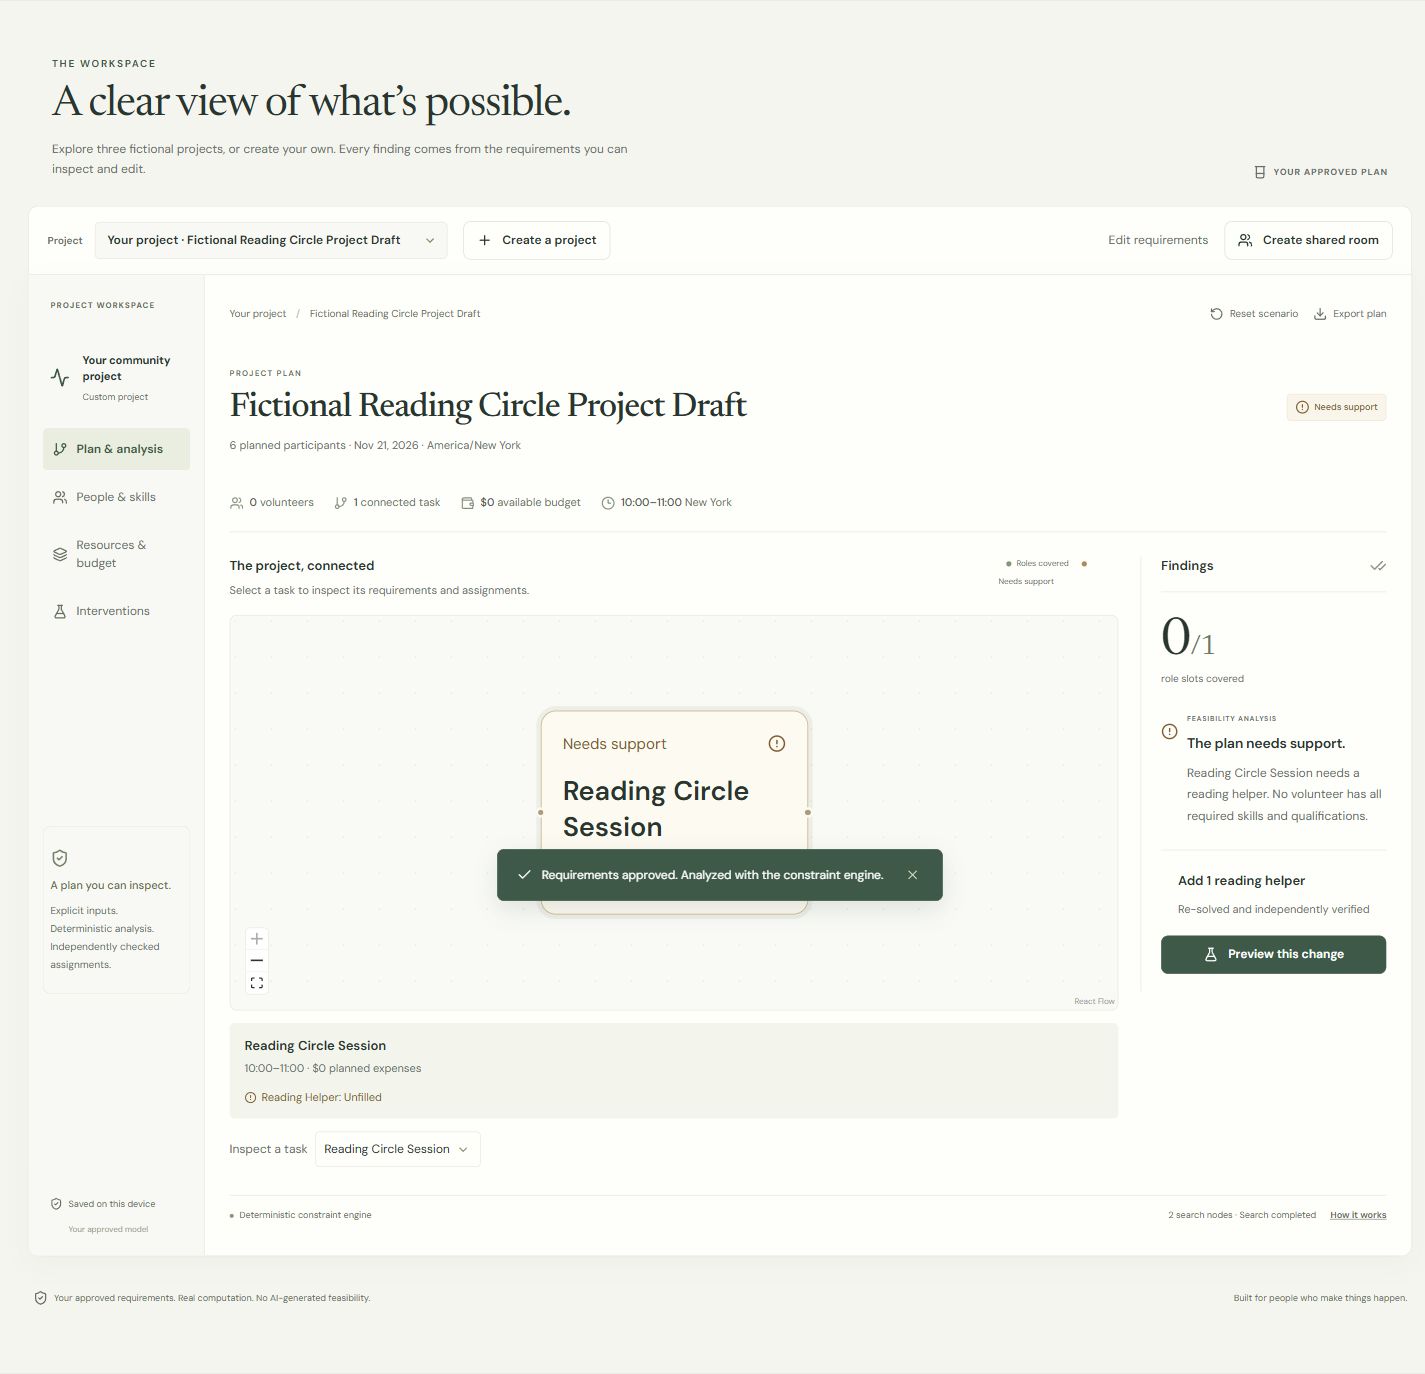 THE WORKSPACE
A clear view of what's possible.
Explore three fictional projects, or create your own. Every finding comes from the requirements you can
inspect and edit.
YOUR APPROVED PLAN
Project
Your project · Fictional Reading Circle Project Draft
Create a project
Edit requirements
Create shared room
PROJECT WORKSPACE
Your community
project
Custom project
Plan & analysis
People & skills
Resources &
budget
Interventions
A plan you can inspect.
Explicit inputs.
Deterministic analysis.
Independently checked
assignments.
Saved on this device
Your approved model
Your project / Fictional Reading Circle Project Draft
Reset scenario
Export plan
PROJECT PLAN
Fictional Reading Circle Project Draft
Needs support
6 planned participants · Nov 21, 2026 · America/New York
0 volunteers
1 connected task
$0 available budget
10:00–11:00 New York
The project, connected
Select a task to inspect its requirements and assignments.
Roles covered
Needs support
Needs support
Reading Circle
Session
Requirements approved. Analyzed with the constraint engine.
React Flow
Reading Circle Session
10:00–11:00 · $0 planned expenses
Reading Helper: Unfilled
Inspect a task
Reading Circle Session
Findings
0/1
role slots covered
FEASIBILITY ANALYSIS
The plan needs support.
Reading Circle Session needs a
reading helper. No volunteer has all
required skills and qualifications.
Add 1 reading helper
Re-solved and independently verified
Preview this change
Deterministic constraint engine
2 search nodes · Search completed
How it works
Your approved requirements. Real computation. No AI-generated feasibility.
Built for people who make things happen.